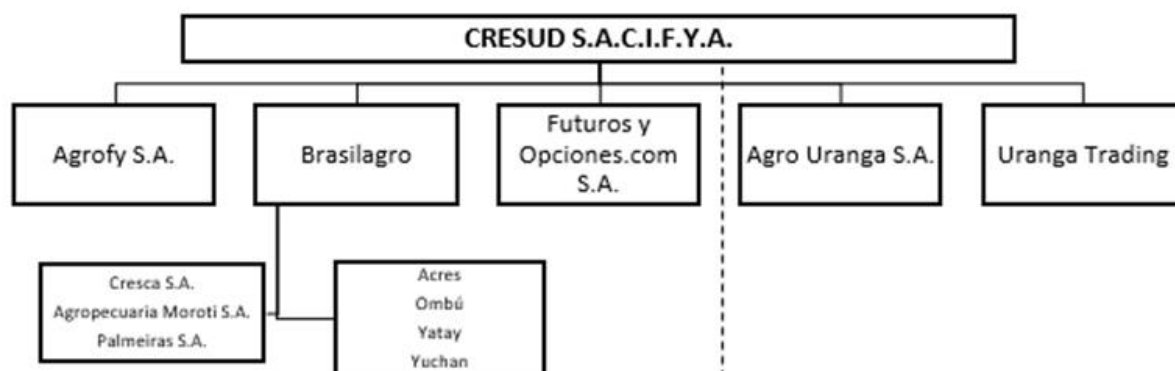 CRESUD S.A.C.I.F.Y.A.
Agrofy S.A.
Brasilagro
Futuros y
Opciones.com
S.A.
Agro Uranga S.A.
Uranga Trading
Cresca S.A.
Agropecuaria Moroti S.A.
Palmeiras S.A.
Acres
Ombú
Yatay
Yuchan